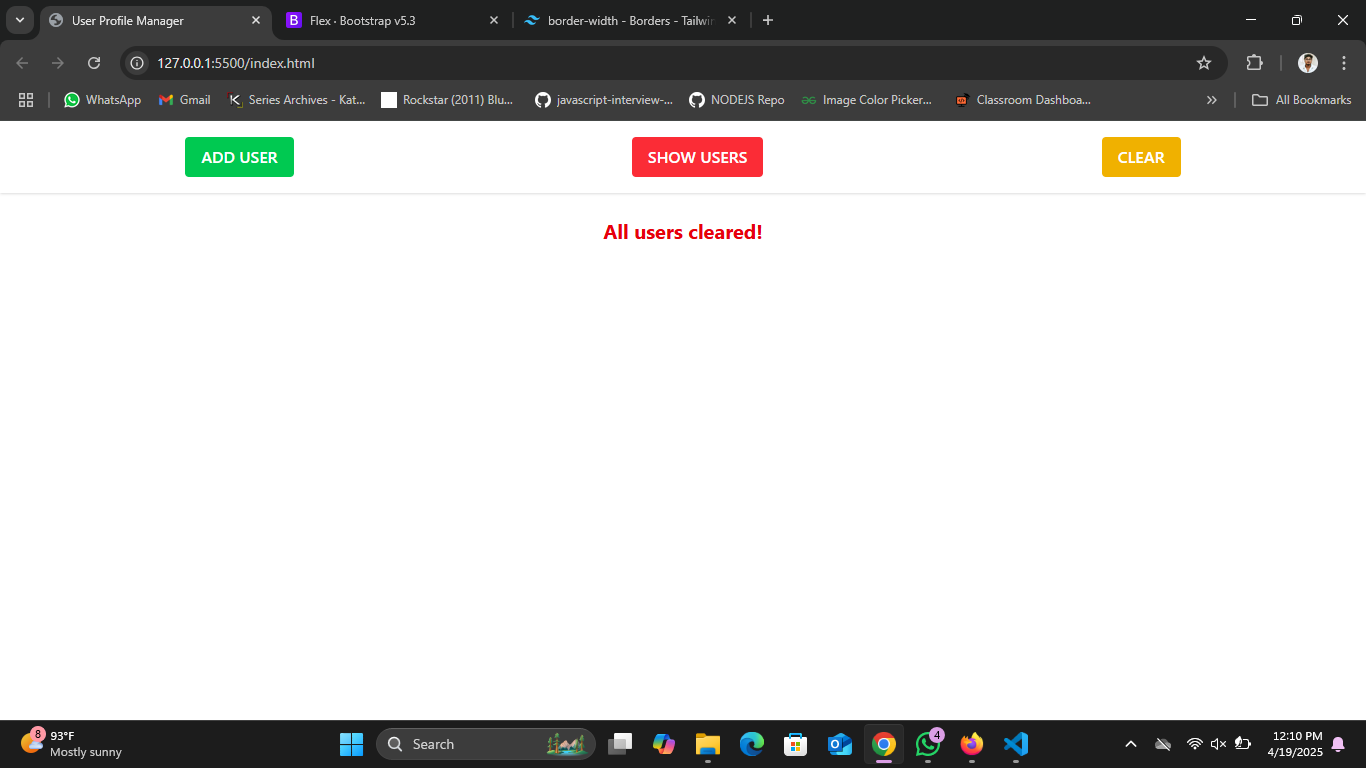 User Profile Manager
Flex · Bootstrap v5.3
border-width - Borders - Tailwin
127.0.0.1:5500/index.html
WhatsApp
Gmail
Series Archives - Kat...
Rockstar (2011) Blu...
javascript-interview-...
NODEJS Repo
Image Color Picker...
Classroom Dashboa...
All Bookmarks
ADD USER
SHOW USERS
CLEAR
All users cleared!
8
93°F
Mostly sunny
Search
4
12:10 PM
4/19/2025